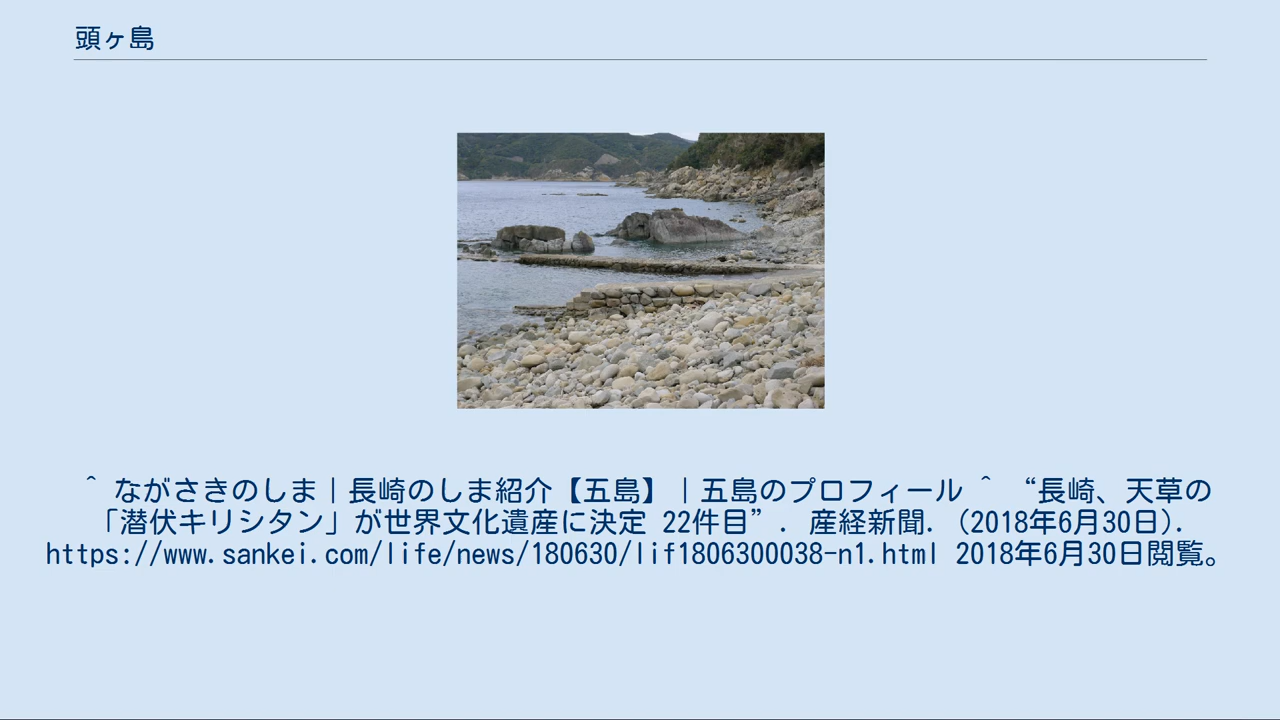 頭ヶ島
^ ながさきのしま｜長崎のしま紹介【五島】｜五島のプロフィール ^ “長崎、天草の
「潜伏キリシタン」が世界文化遺産に決定 22件目”. 産経新聞. (2018年6月30日).
https://www.sankei.com/life/news/180630/lif1806300038-n1.html 2018年6月30日閲覧。